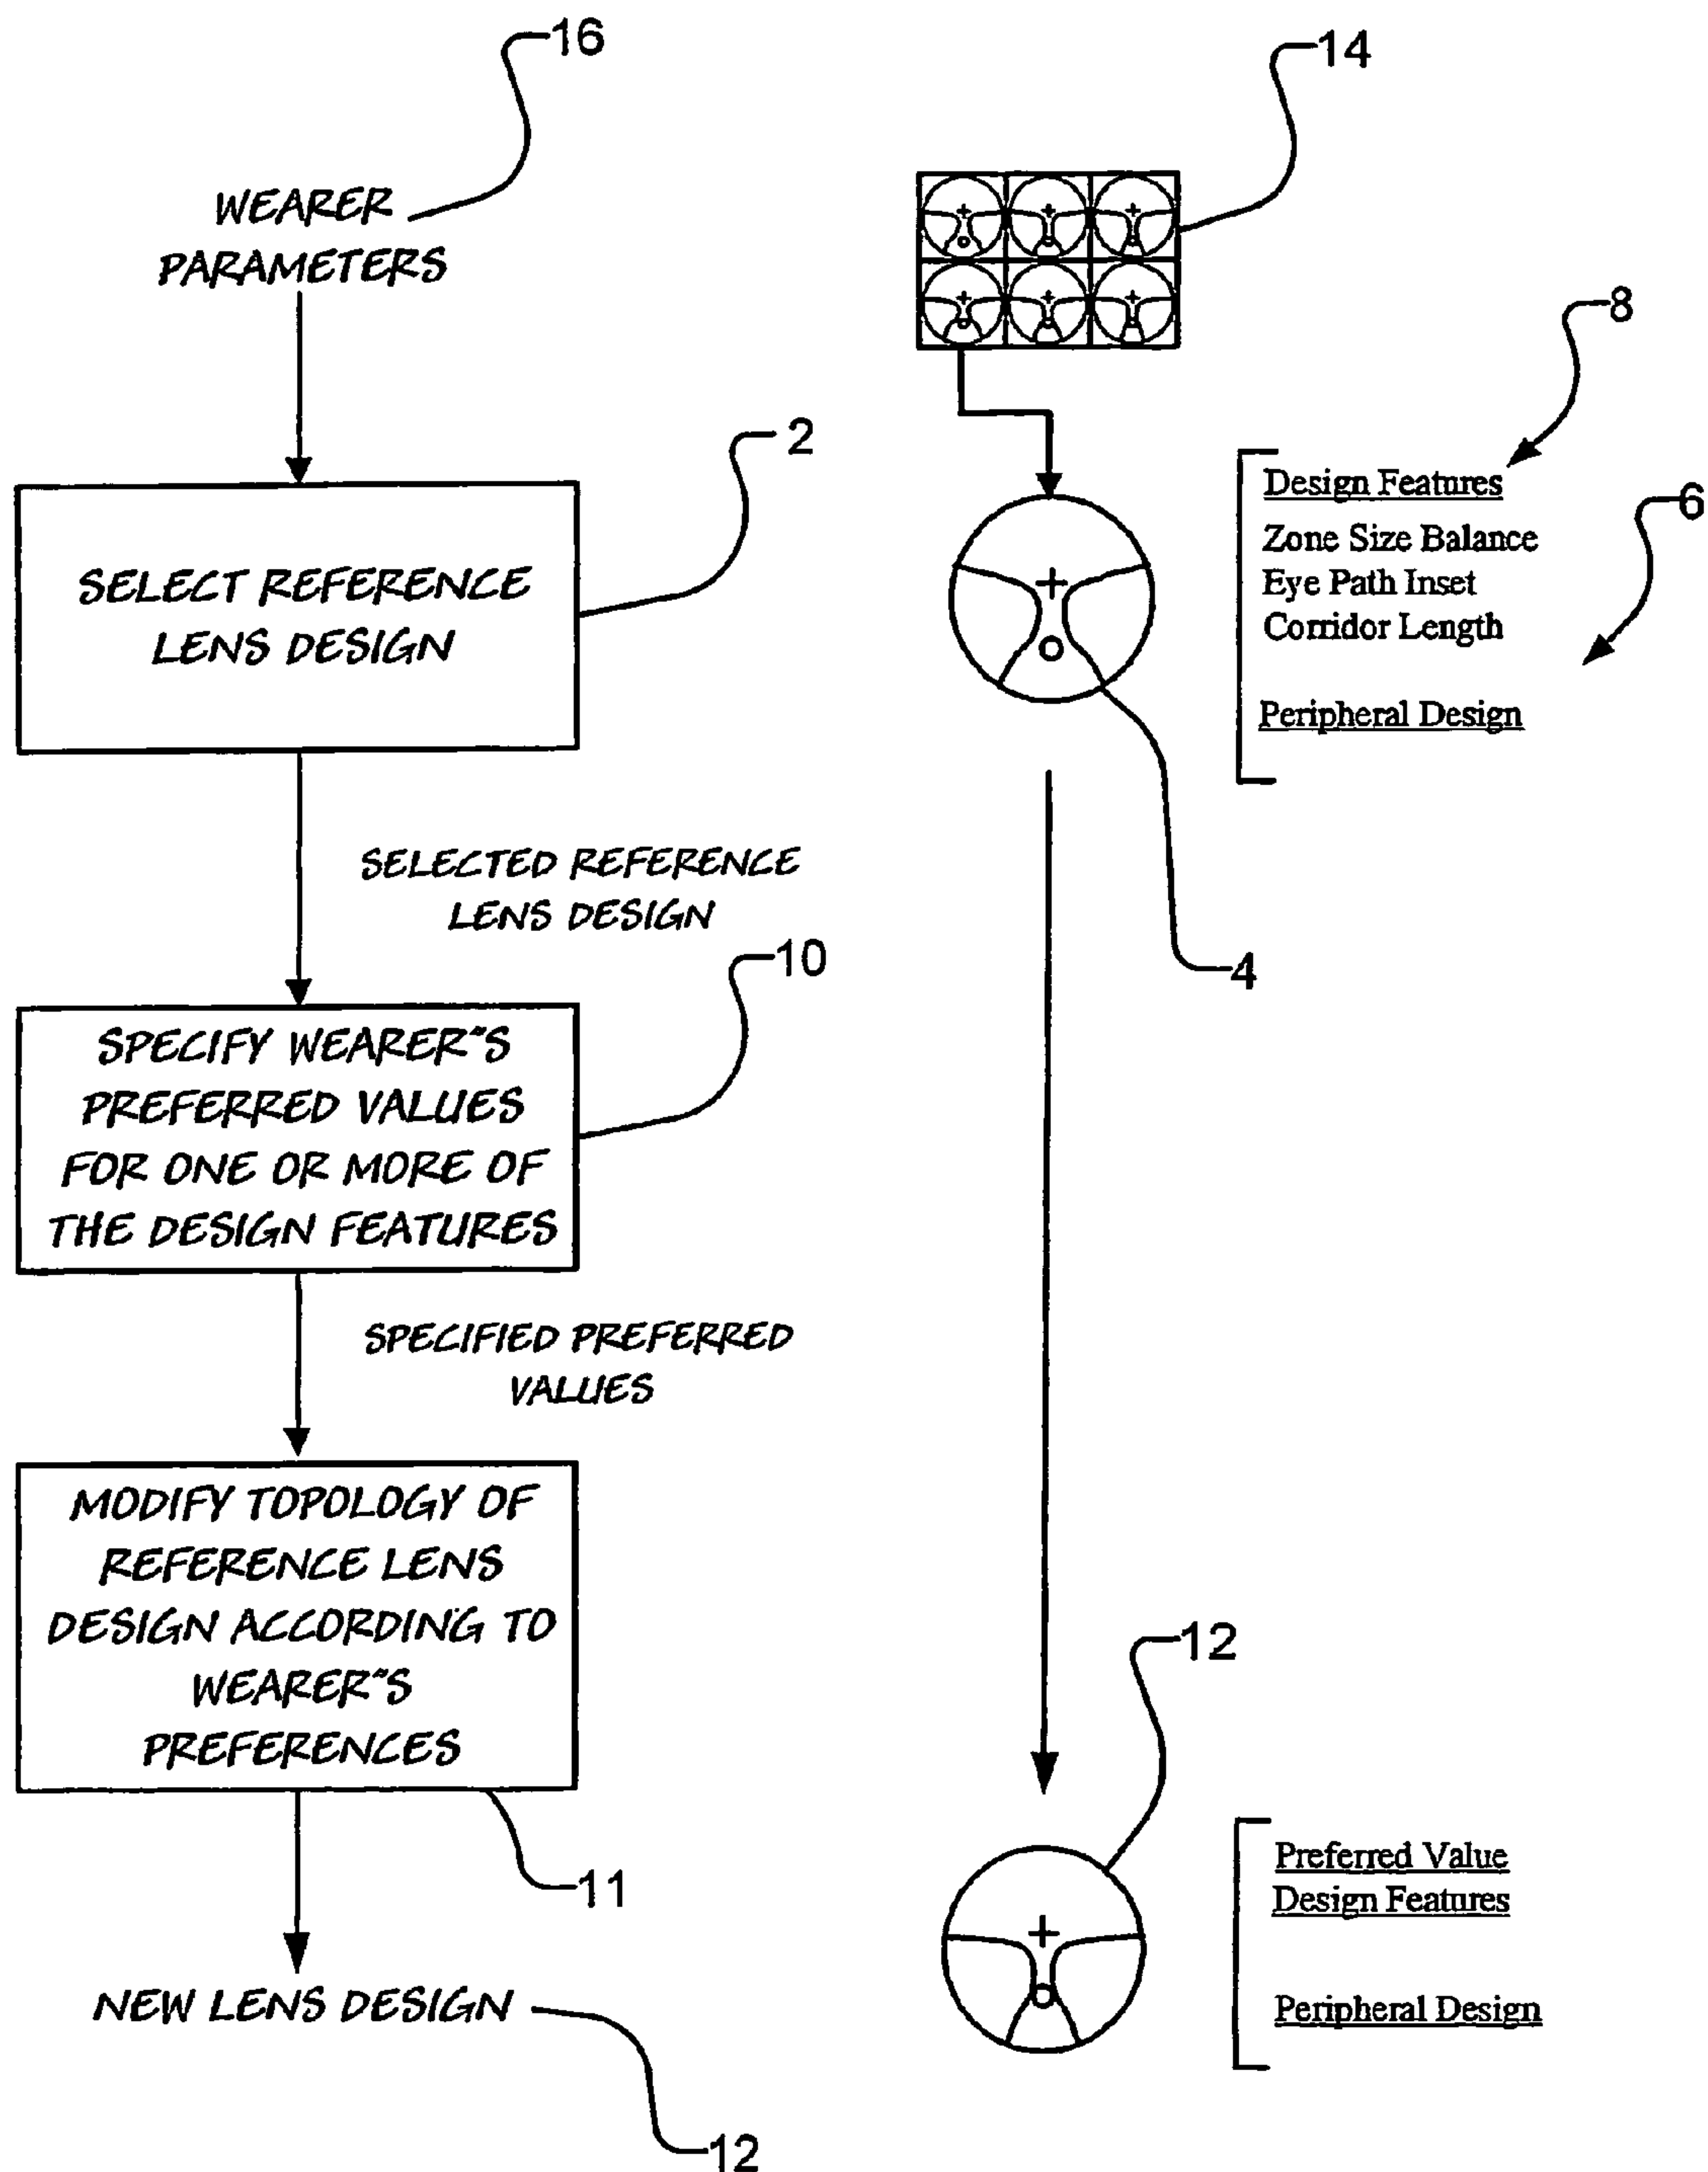 16
14
WEARER
PARAMETERS
8
2
6
SELECT REFERENCE
LENS DESIGN
Design Features
Zone Size Balance
Eye Path Inset
Corridor Length
Peripheral Design
SELECTED REFERENCE
LENS DESIGN
4
10
SPECIFY WEARER"S
PREFERRED VALUES
FOR ONE OR MORE OF
THE DESIGN FEATURES
SPECIFIED PREFERRED
VALUES
MODIFY TOPOLOGY OF
REFERENCE LENS
DESIGN ACCORDING TO
WEARER"S
PREFERENCES
11
12
Preferred Value
Design Features
Peripheral Design
NEW LENS DESIGN
12